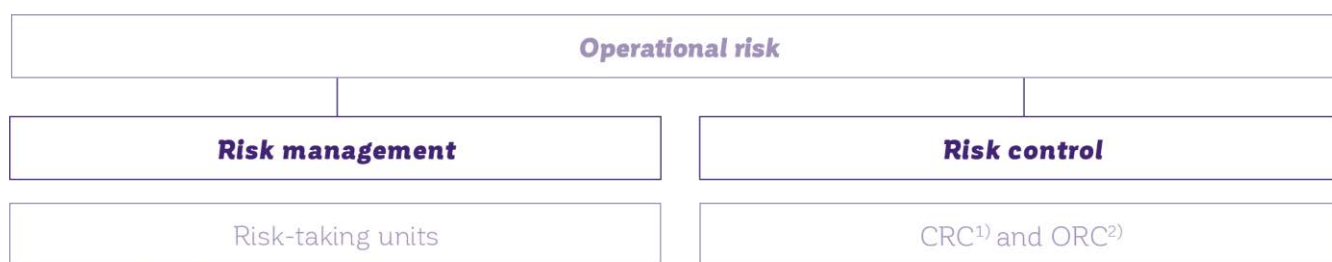 Operational risk
Risk management
Risk control
Risk-taking units
CRC¹⁾ and ORC²⁾